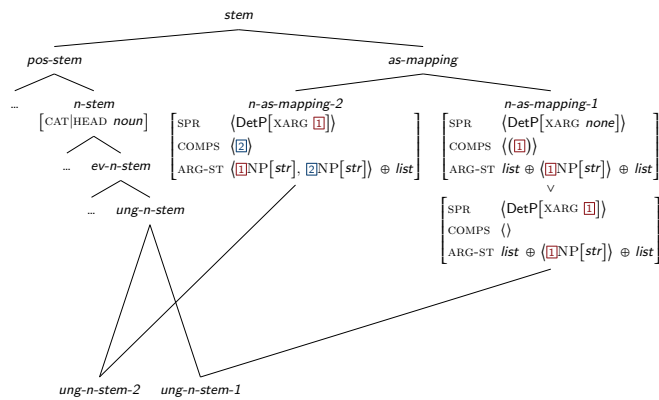 stem
pos-stem as-mapping
... n-stem n-as-mapping-2 n-as-mapping-1
[CAT|HEAD noun]
SPR ⟨DetP[XARG 1]⟩
COMPS ⟨2⟩
ARG-ST ⟨1NP[str], 2NP[str]⟩ ⊕ list
SPR ⟨DetP[XARG none]⟩
COMPS ⟨(1)⟩
ARG-ST list ⊕ ⟨1NP[str]⟩ ⊕ list
∨
SPR ⟨DetP[XARG 1]⟩
COMPS ⟨⟩
ARG-ST list ⊕ ⟨1NP[str]⟩ ⊕ list
... ev-n-stem
... ung-n-stem
ung-n-stem-2 ung-n-stem-1